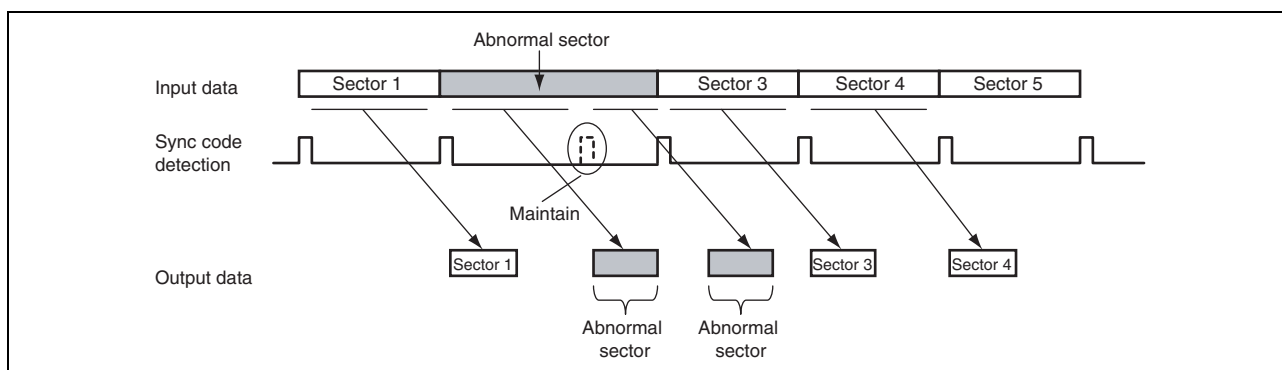 Abnormal sector
Input data
Sector 1
Sector 3
Sector 4
Sector 5
Sync code
detection
Maintain
Output data
Sector 1
Sector 3
Sector 4
Abnormal
sector
Abnormal
sector